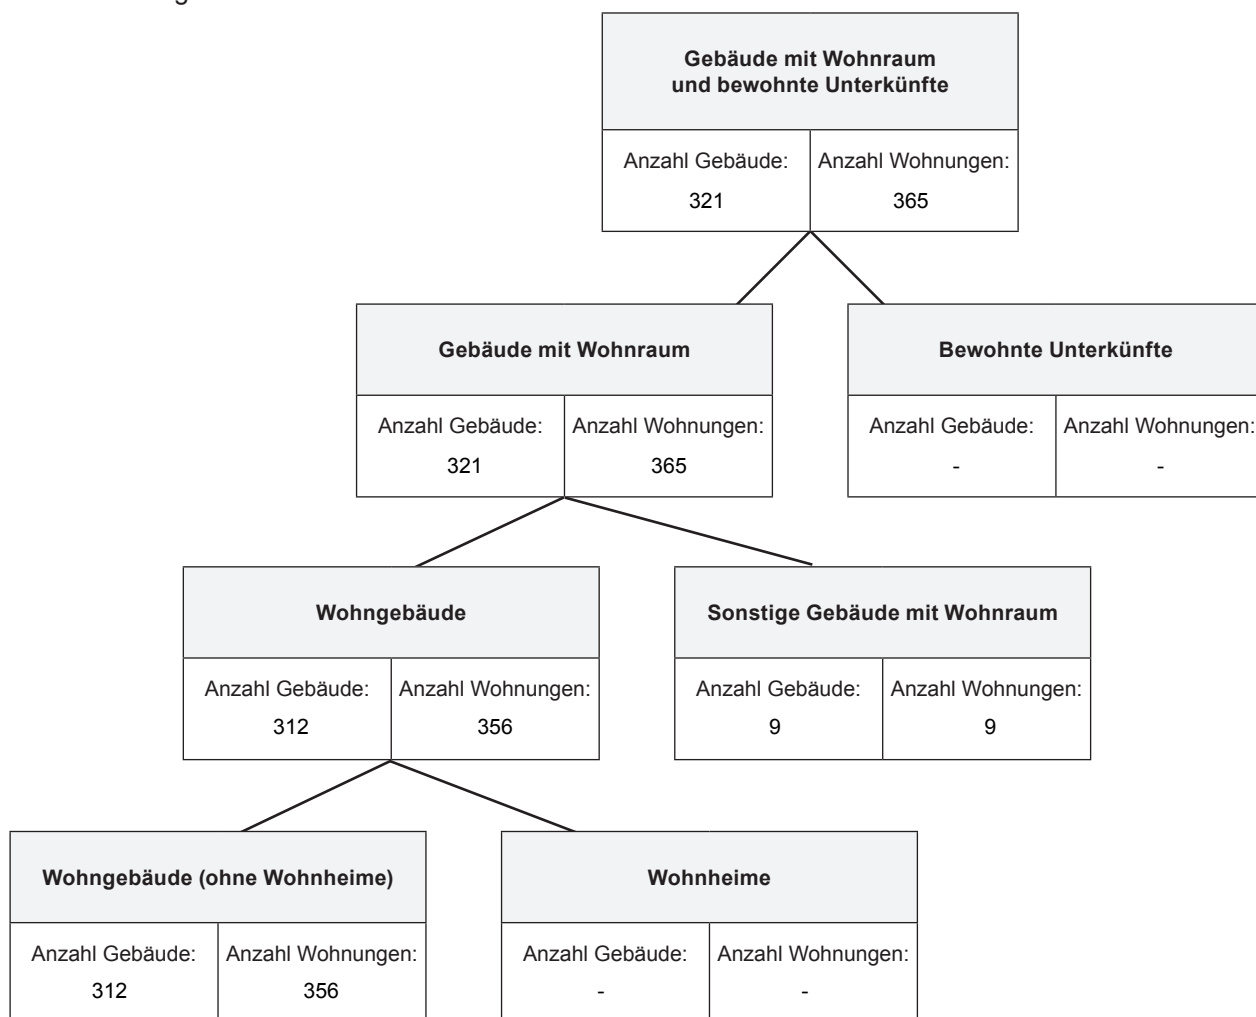 Gebäude mit Wohnraum
und bewohnte Unterkünfte
Anzahl Gebäude: Anzahl Wohnungen:
321 365
Gebäude mit Wohnraum
Anzahl Gebäude: Anzahl Wohnungen:
321 365
Bewohnte Unterkünfte
Anzahl Gebäude: Anzahl Wohnungen:
- -
Wohngebäude
Anzahl Gebäude: Anzahl Wohnungen:
312 356
Sonstige Gebäude mit Wohnraum
Anzahl Gebäude: Anzahl Wohnungen:
9 9
Wohngebäude (ohne Wohnheime)
Anzahl Gebäude: Anzahl Wohnungen:
312 356
Wohnheime
Anzahl Gebäude: Anzahl Wohnungen:
- -